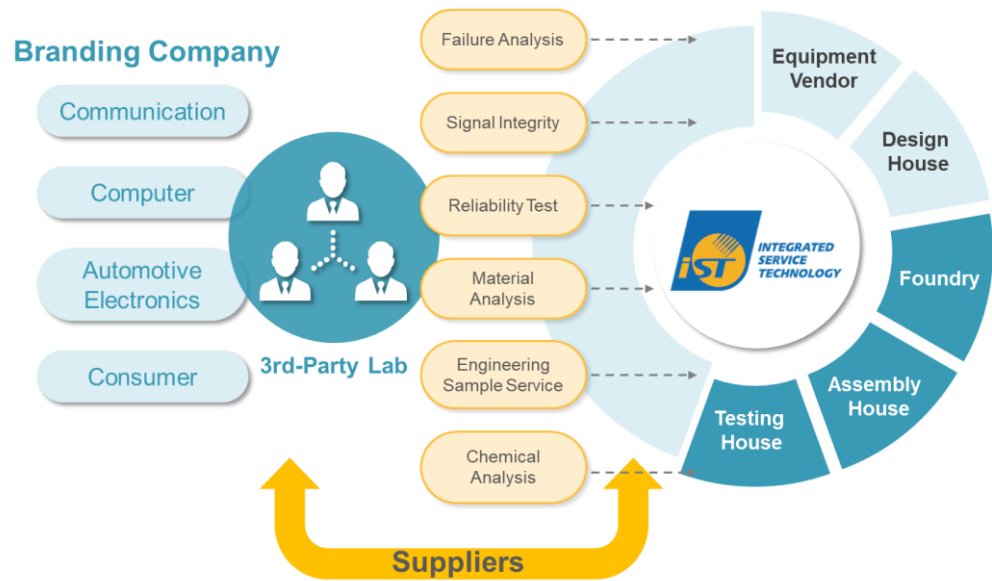 Branding Company
Communication
Computer
Automotive
Electronics
Consumer
3rd-Party Lab
Failure Analysis
Signal Integrity
Reliability Test
Material
Analysis
Engineering
Sample Service
Chemical
Analysis
Equipment
Vendor
Design
House
Foundry
Assembly
House
Testing
House
iST
INTEGRATED
SERVICE
TECHNOLOGY
Suppliers